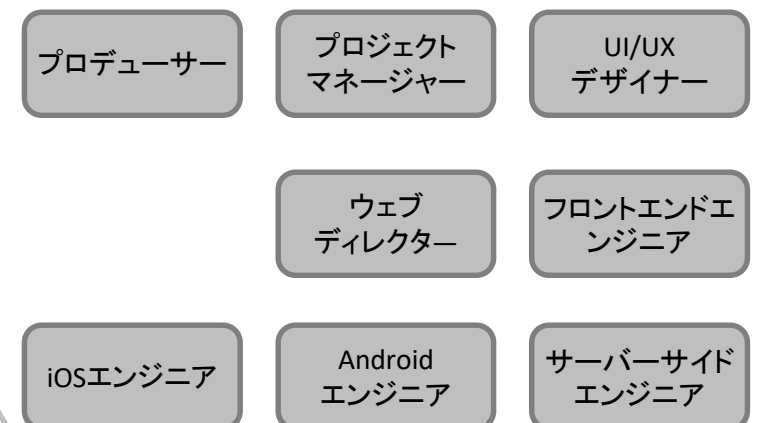 プロデューサー
プロジェクト
マネージャー
UI/UX
デザイナー
ウェブ
ディレクター
フロントエンドエ
ンジニア
iOSエンジニア
Android
エンジニア
サーバーサイド
エンジニア